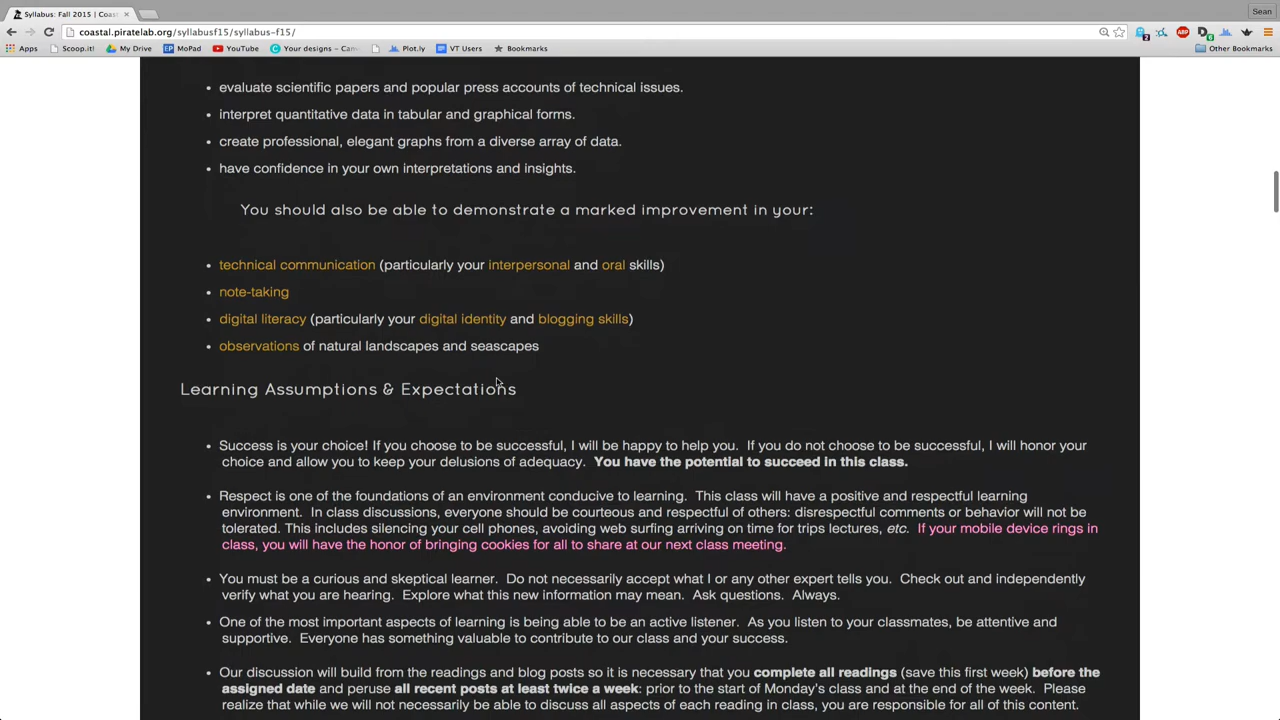 Syllabus: Fall 2015 | Coas
Sean
coastal.piratelab.org/syllabusf15/syllabus-f15/
Apps Scoop.it! My Drive YouTube MoPad Your designs – Can Plot.ly VT Users Bookmarks Other Bookmarks
• evaluate scientific papers and popular press accounts of technical issues.
• interpret quantitative data in tabular and graphical forms.
• create professional, elegant graphs from a diverse array of data.
• have confidence in your own interpretations and insights.
You should also be able to demonstrate a marked improvement in your:
• technical communication (particularly your interpersonal and oral skills)
• note-taking
• digital literacy (particularly your digital identity and blogging skills)
• observations of natural landscapes and seascapes
Learning Assumptions & Expectations
• Success is your choice! If you choose to be successful, I will be happy to help you. If you do not choose to be successful, I will honor your
choice and allow you to keep your delusions of adequacy. You have the potential to succeed in this class.
• Respect is one of the foundations of an environment conducive to learning. This class will have a positive and respectful learning
environment. In class discussions, everyone should be courteous and respectful of others: disrespectful comments or behavior will not be
tolerated. This includes silencing your cell phones, avoiding web surfing arriving on time for trips lectures, etc. If your mobile device rings in
class, you will have the honor of bringing cookies for all to share at our next class meeting.
• You must be a curious and skeptical learner. Do not necessarily accept what I or any other expert tells you. Check out and independently
verify what you are hearing. Explore what this new information may mean. Ask questions. Always.
• One of the most important aspects of learning is being able to be an active listener. As you listen to your classmates, be attentive and
supportive. Everyone has something valuable to contribute to our class and your success.
• Our discussion will build from the readings and blog posts so it is necessary that you complete all readings (save this first week) before the
assigned date and peruse all recent posts at least twice a week: prior to the start of Monday's class and at the end of the week. Please
realize that while we will not necessarily be able to discuss all aspects of each reading in class, you are responsible for all of this content.